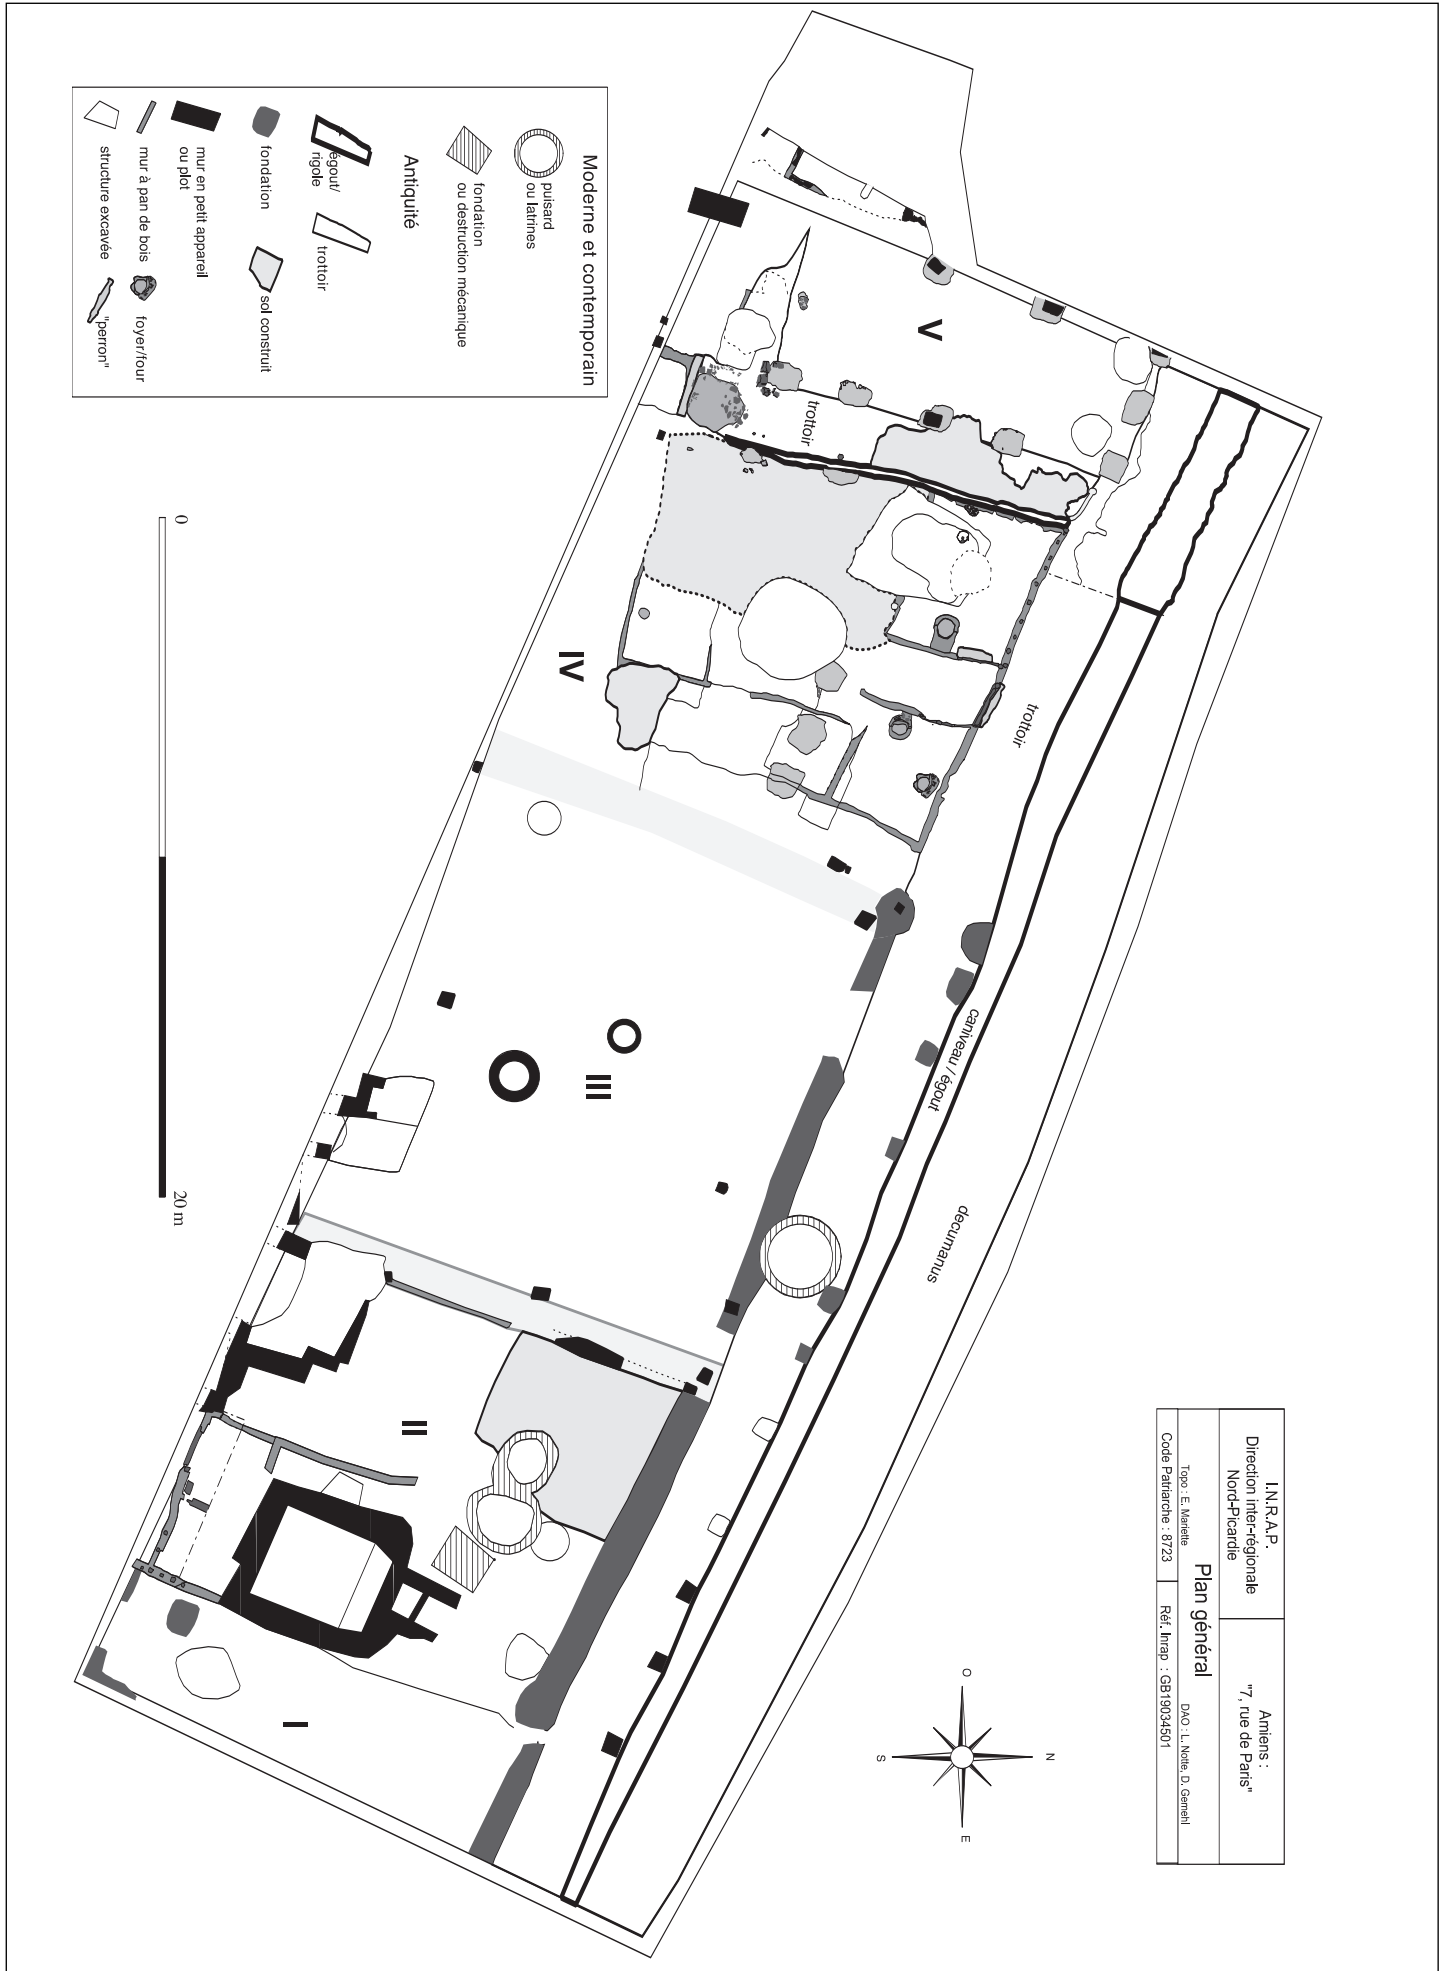 Moderne et contemporain
puisard
ou latrines
fondation
ou destruction mécanique
Antiquité
égout/
rigole
trottoir
fondation
sol construit
mur en petit appareil
ou plot
mur à pan de bois
foyer/four
structure excavée
"perron"
V
trottoir
IV
trottoir
III
caniveau / égout
decumanus
II
I
0
20 m
I.N.R.A.P.
Direction inter-régionale
Nord-Picardie
Amiens :
"7, rue de Paris"
Plan général
Topo : E. Mariette
DAO : L. Notte, D. Gemehl
Code Patriarche : 8723
Réf. Inrap : GB19034501
N
O
E
S